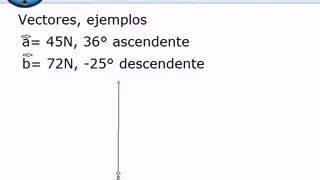 Vectores, ejemplos
a= 45N, 36° ascendente
b= 72N, -25° descendente